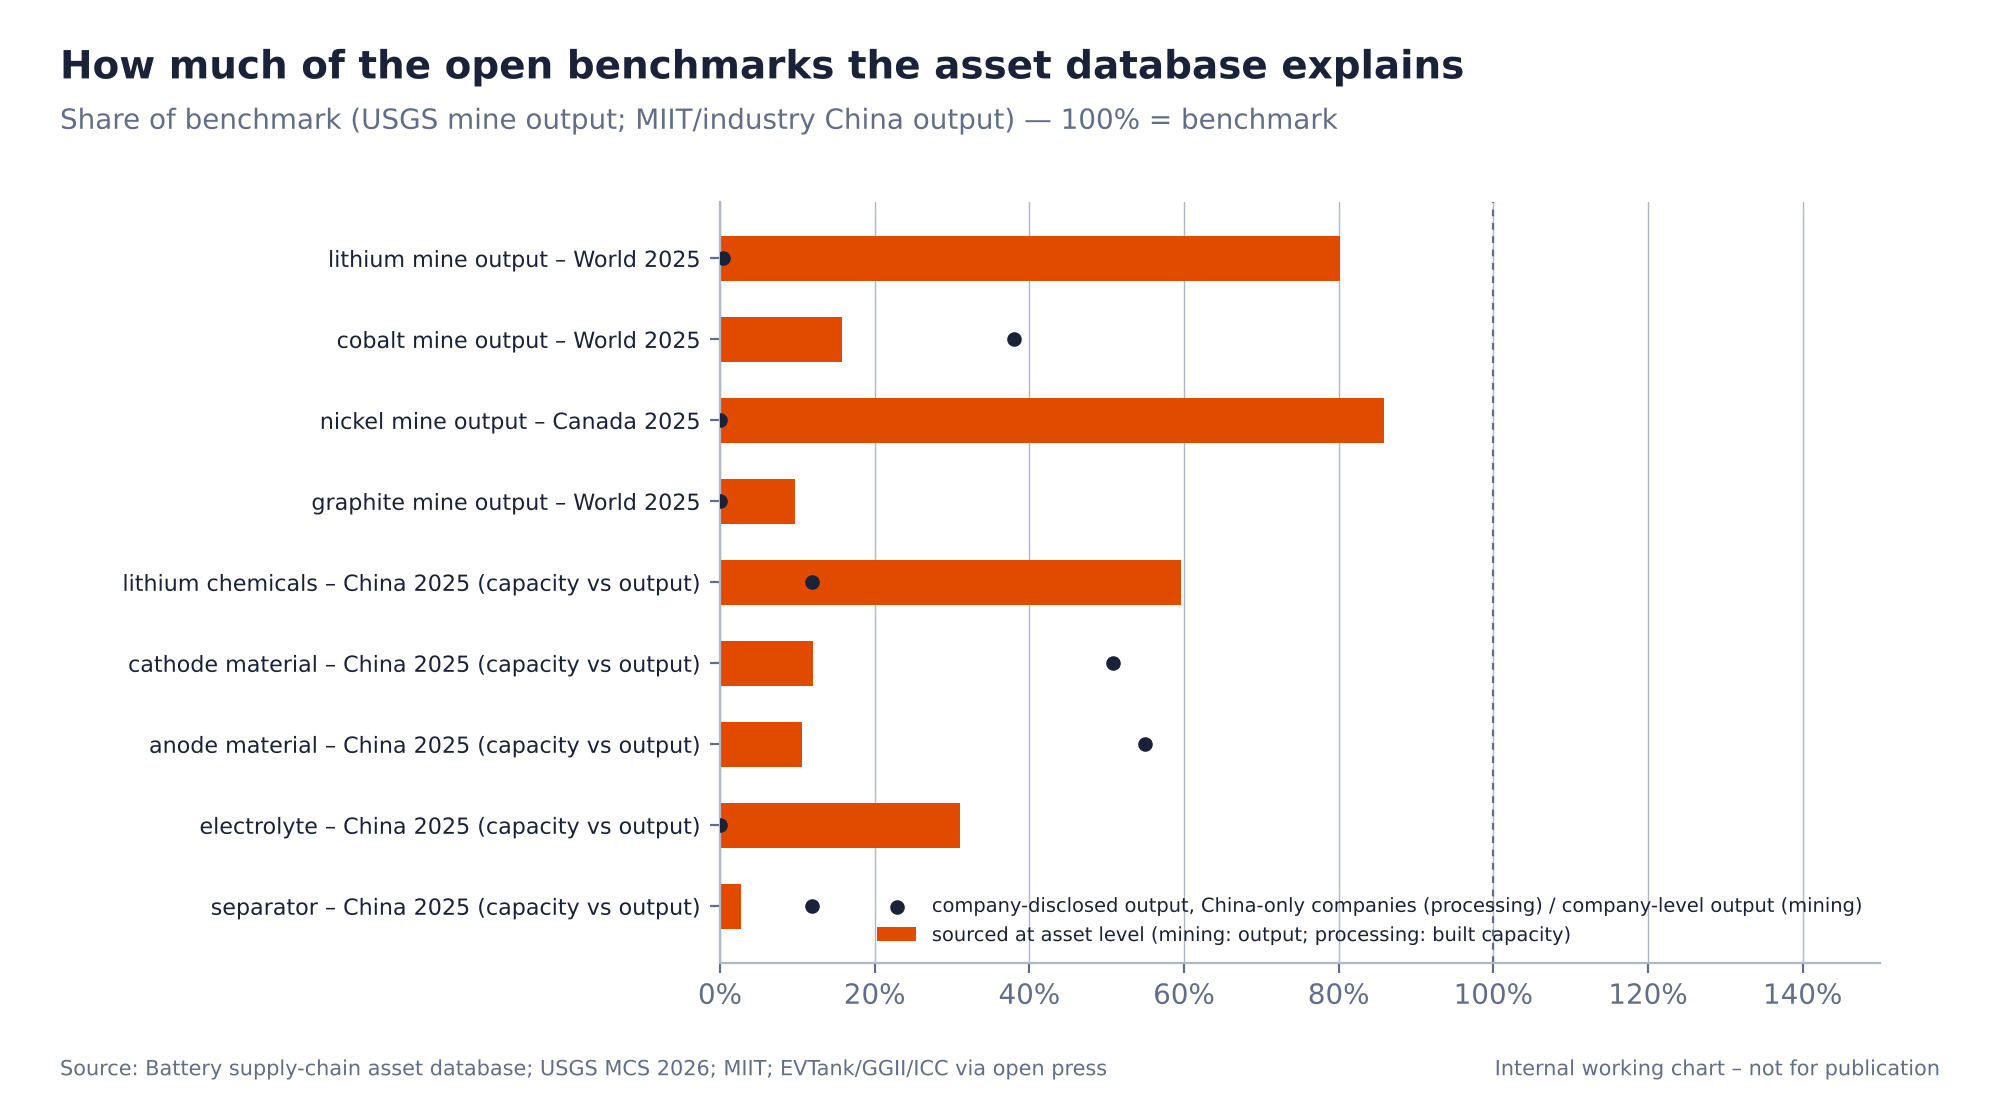 How much of the open benchmarks the asset database explains
Share of benchmark (USGS mine output; MIIT/industry China output) — 100% = benchmark
lithium mine output – World 2025
cobalt mine output – World 2025
nickel mine output – Canada 2025
graphite mine output – World 2025
lithium chemicals – China 2025 (capacity vs output)
cathode material – China 2025 (capacity vs output)
anode material – China 2025 (capacity vs output)
electrolyte – China 2025 (capacity vs output)
separator – China 2025 (capacity vs output)
company-disclosed output, China-only companies (processing) / company-level output (mining)
sourced at asset level (mining: output; processing: built capacity)
0% 20% 40% 60% 80% 100% 120% 140%
Source: Battery supply-chain asset database; USGS MCS 2026; MIIT; EVTank/GGII/ICC via open press
Internal working chart – not for publication